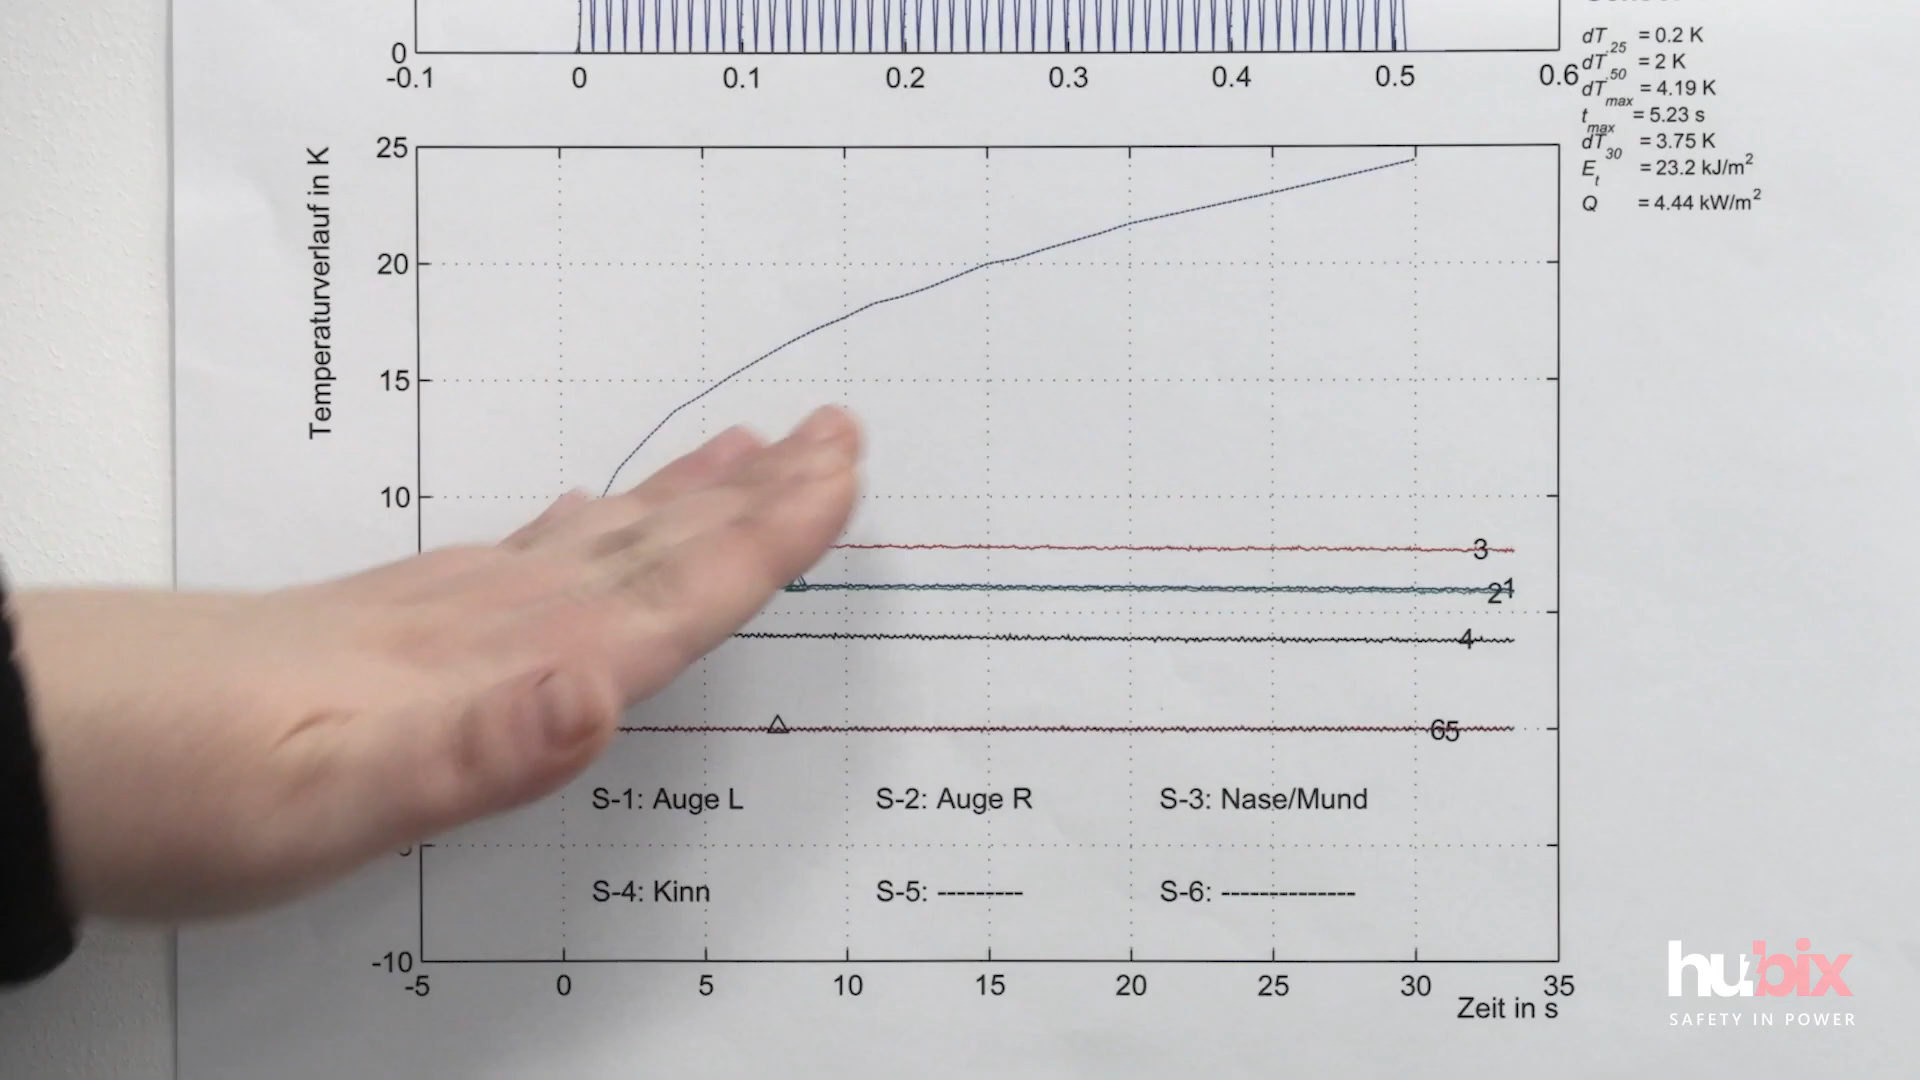 0
-0.1 0 0.1 0.2 0.3 0.4 0.5 0.6
dT.25 = 0.2 K
dT.50 = 2 K
dTmax = 4.19 K
tmax = 5.23 s
dT30 = 3.75 K
Et = 23.2 kJ/m2
Q = 4.44 kW/m2
Temperaturverlauf in K
25
20
15
10
3
21
4
65
S-1: Auge L S-2: Auge R S-3: Nase/Mund
S-4: Kinn S-5: --------- S-6: --------------
-10
-5 0 5 10 15 20 25 30 35
Zeit in s
hubix
SAFETY IN POWER